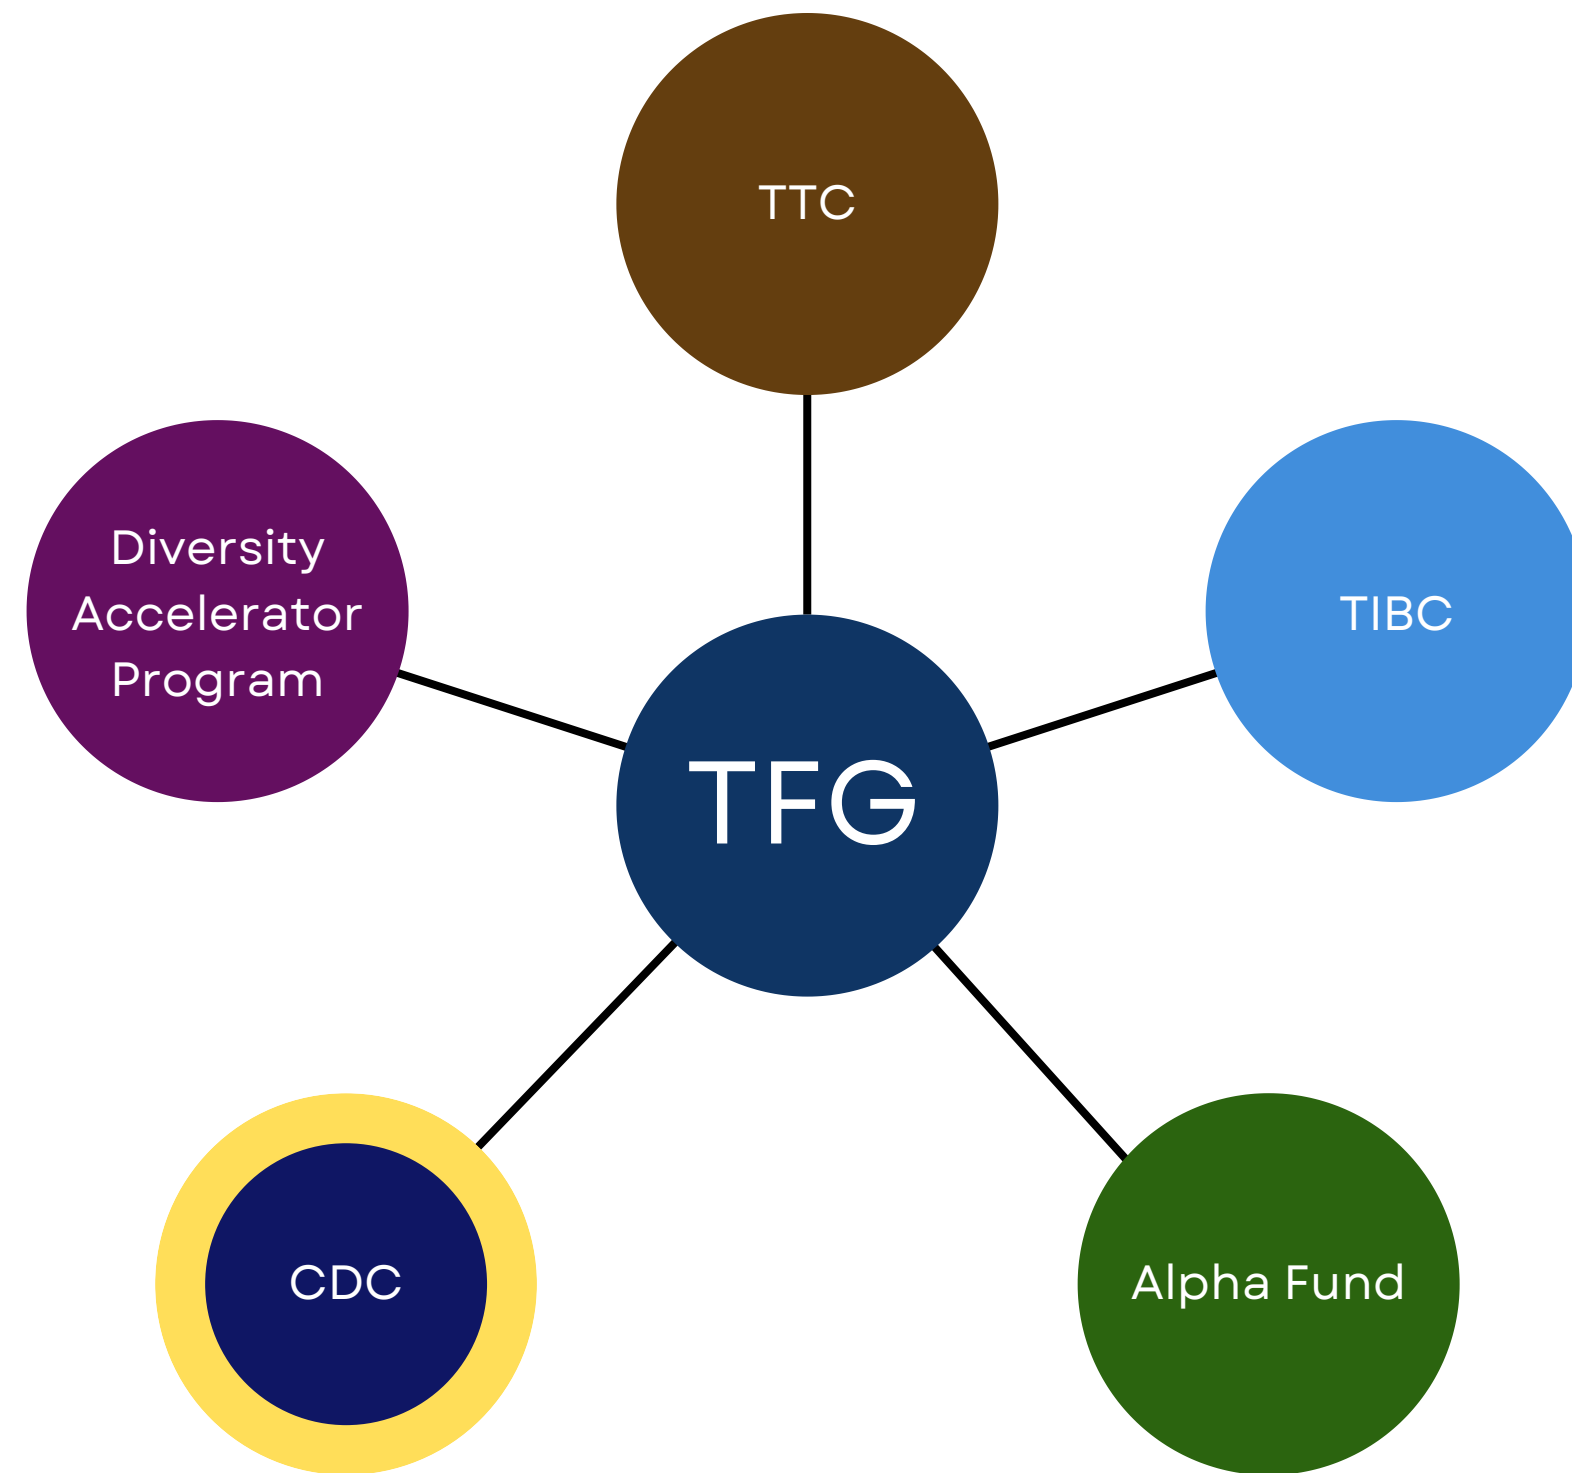 TTC
Diversity
Accelerator
Program
TIBC
TFG
CDC
Alpha Fund